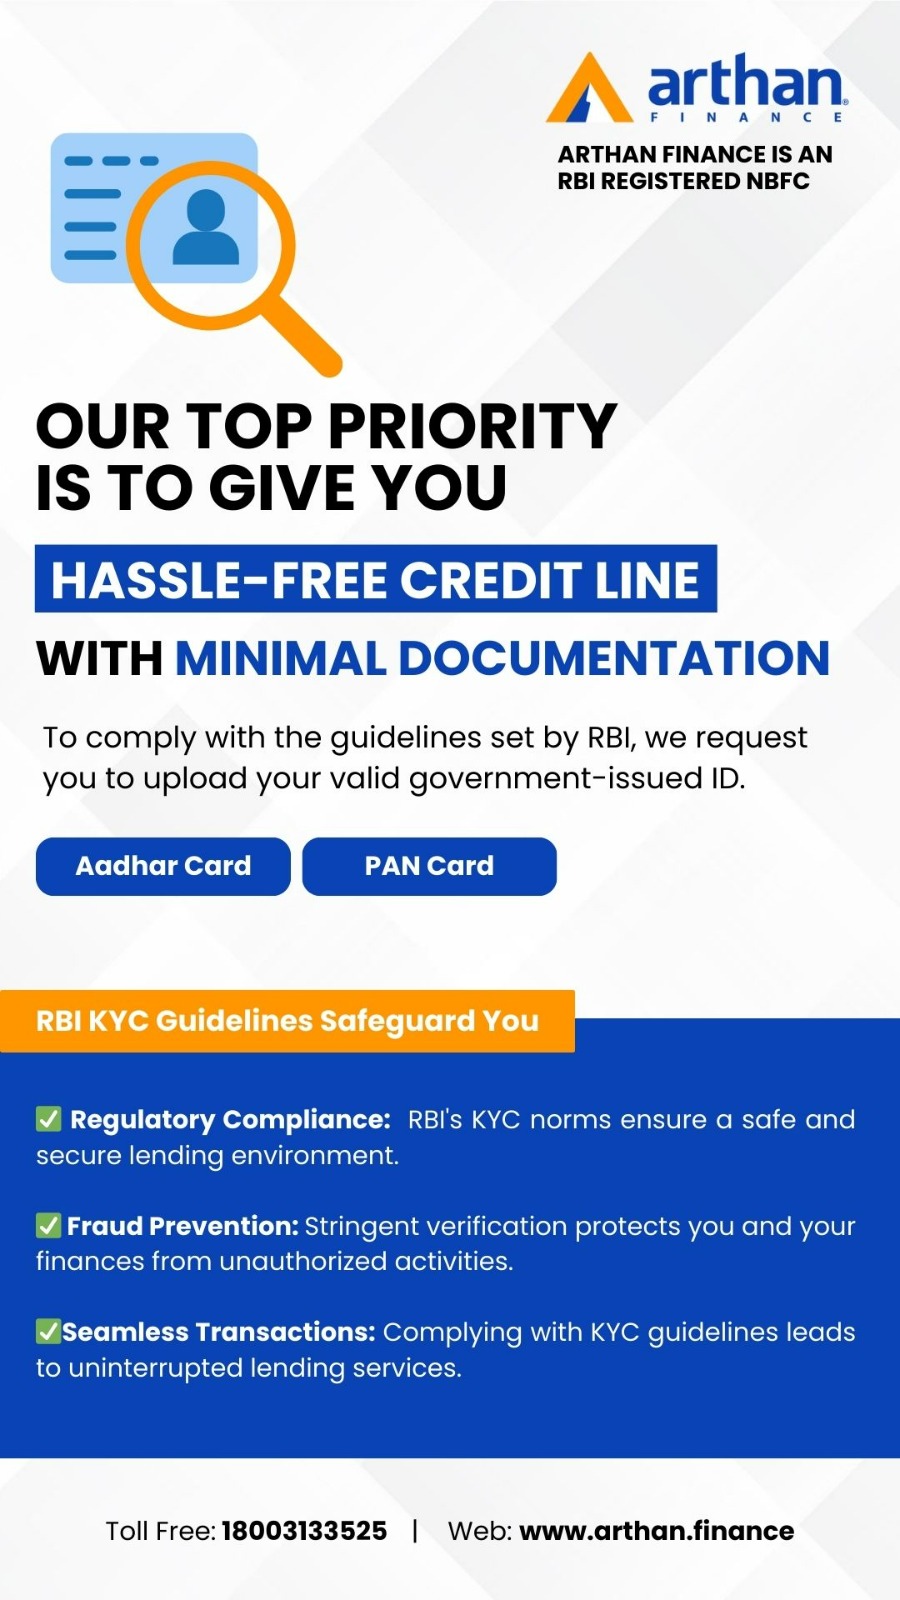 arthan®
FINANCE
ARTHAN FINANCE IS AN
RBI REGISTERED NBFC
OUR TOP PRIORITY
IS TO GIVE YOU
HASSLE-FREE CREDIT LINE
WITH MINIMAL DOCUMENTATION
To comply with the guidelines set by RBI, we request
you to upload your valid government-issued ID.
Aadhar Card PAN Card
RBI KYC Guidelines Safeguard You
✅ Regulatory Compliance: RBI's KYC norms ensure a safe and
secure lending environment.
✅ Fraud Prevention: Stringent verification protects you and your
finances from unauthorized activities.
✅Seamless Transactions: Complying with KYC guidelines leads
to uninterrupted lending services.
Toll Free: 18003133525 | Web: www.arthan.finance